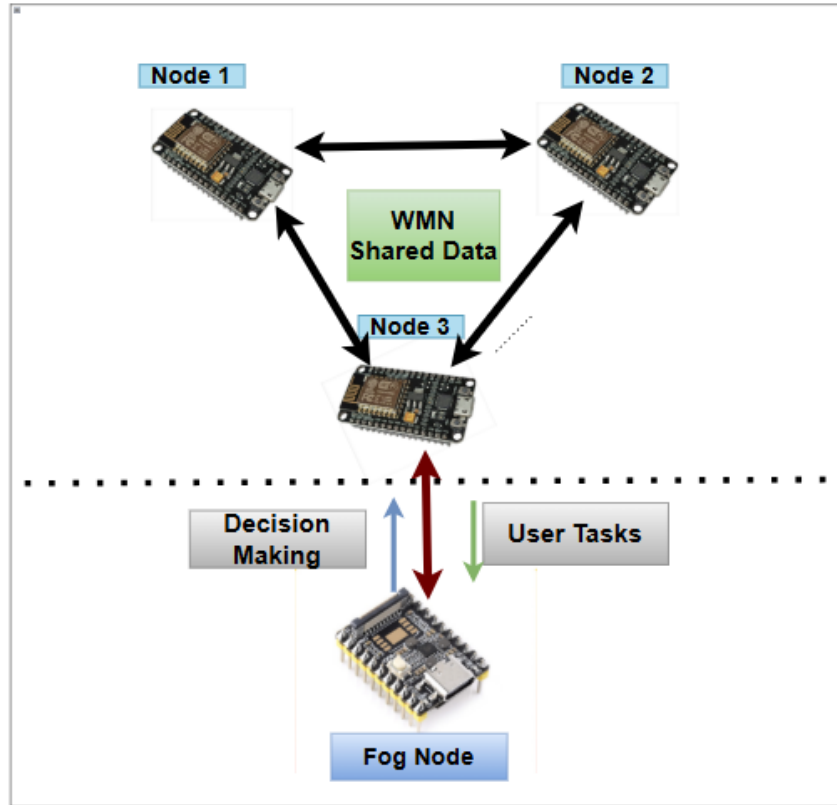 Node 1
Node 2
WMN
Shared Data
Node 3
Decision
Making
User Tasks
Fog Node